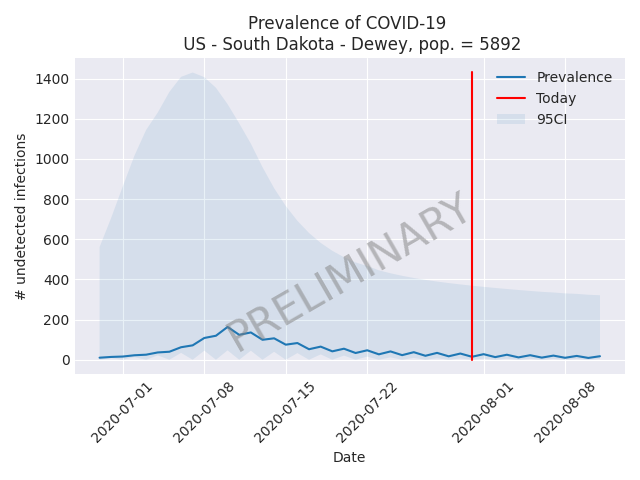 Prevalence of COVID-19
US - South Dakota - Dewey, pop. = 5892
1400
1200
1000
800
600
400
200
0
# undetected infections
Prevalence
Today
95CI
PRELIMINARY
2020-07-01
2020-07-08
2020-07-15
2020-07-22
2020-08-01
2020-08-08
Date